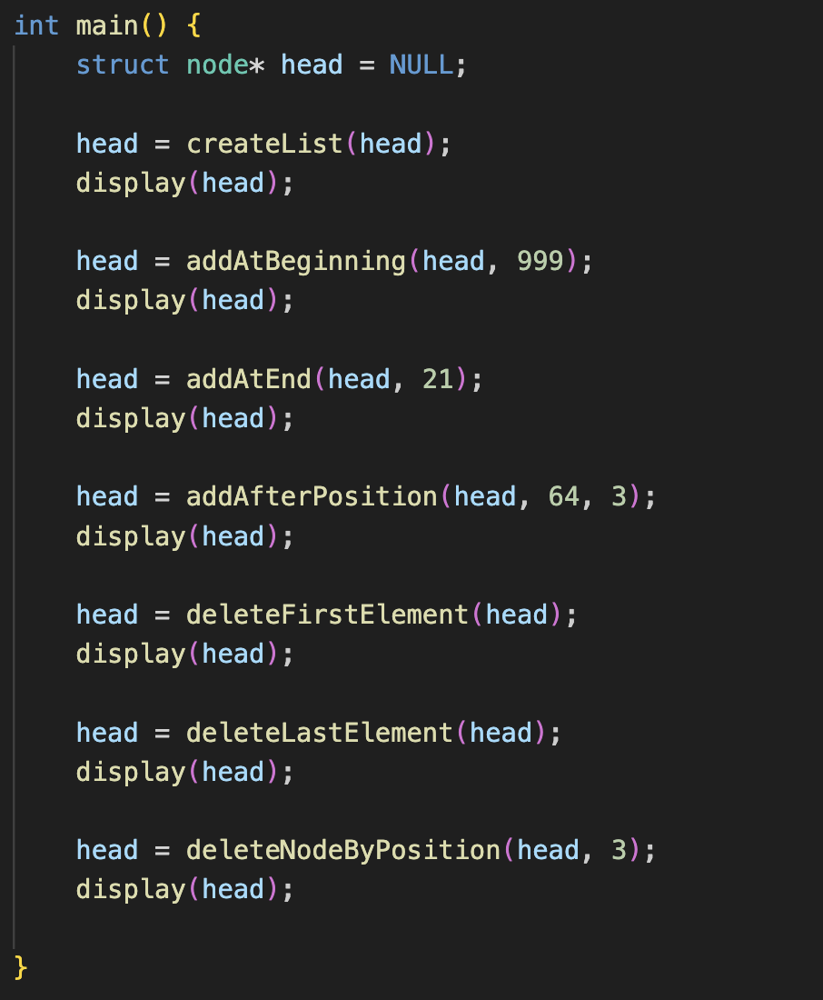 int main() {
    struct node* head = NULL;

    head = createList(head);
    display(head);

    head = addAtBeginning(head, 999);
    display(head);

    head = addAtEnd(head, 21);
    display(head);

    head = addAfterPosition(head, 64, 3);
    display(head);

    head = deleteFirstElement(head);
    display(head);

    head = deleteLastElement(head);
    display(head);

    head = deleteNodeByPosition(head, 3);
    display(head);

}